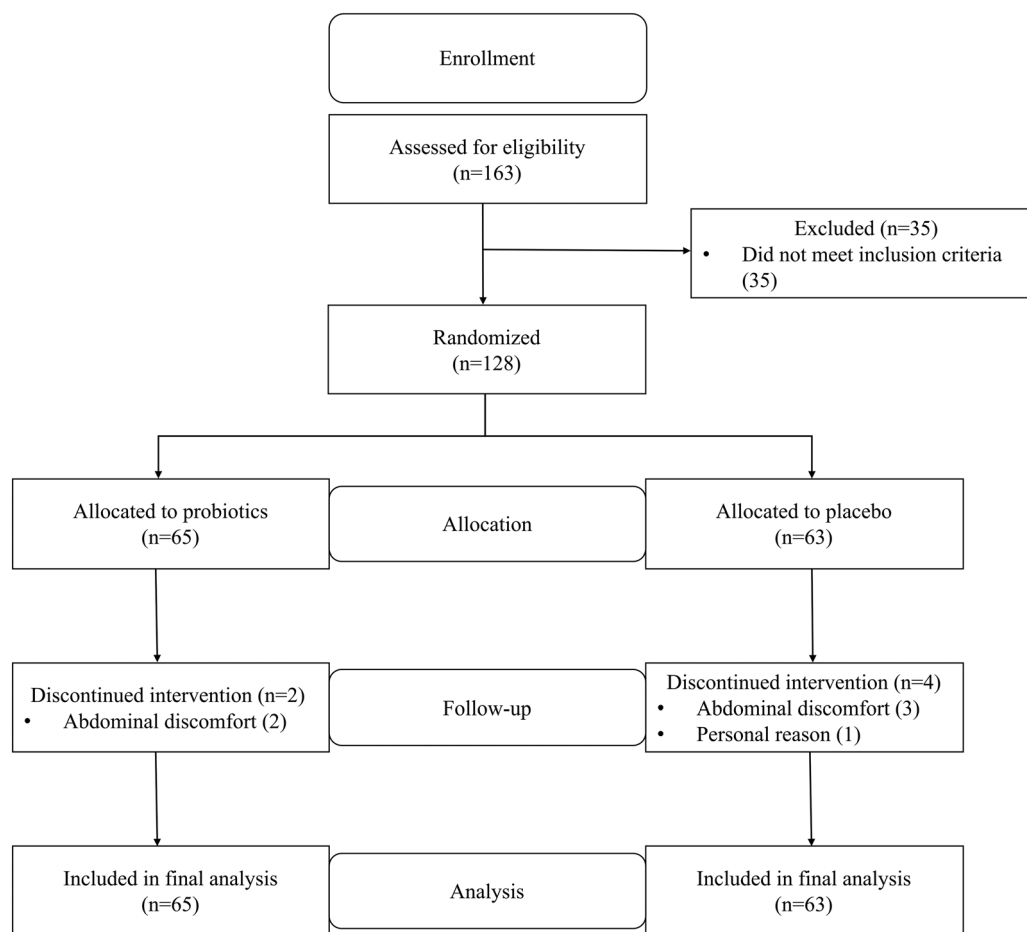 Enrollment
Assessed for eligibility
(n=163)
Excluded (n=35)
• Did not meet inclusion criteria
(35)
Randomized
(n=128)
Allocated to probiotics
(n=65)
Allocation
Allocated to placebo
(n=63)
Discontinued intervention (n=2)
• Abdominal discomfort (2)
Follow-up
Discontinued intervention (n=4)
• Abdominal discomfort (3)
• Personal reason (1)
Included in final analysis
(n=65)
Analysis
Included in final analysis
(n=63)